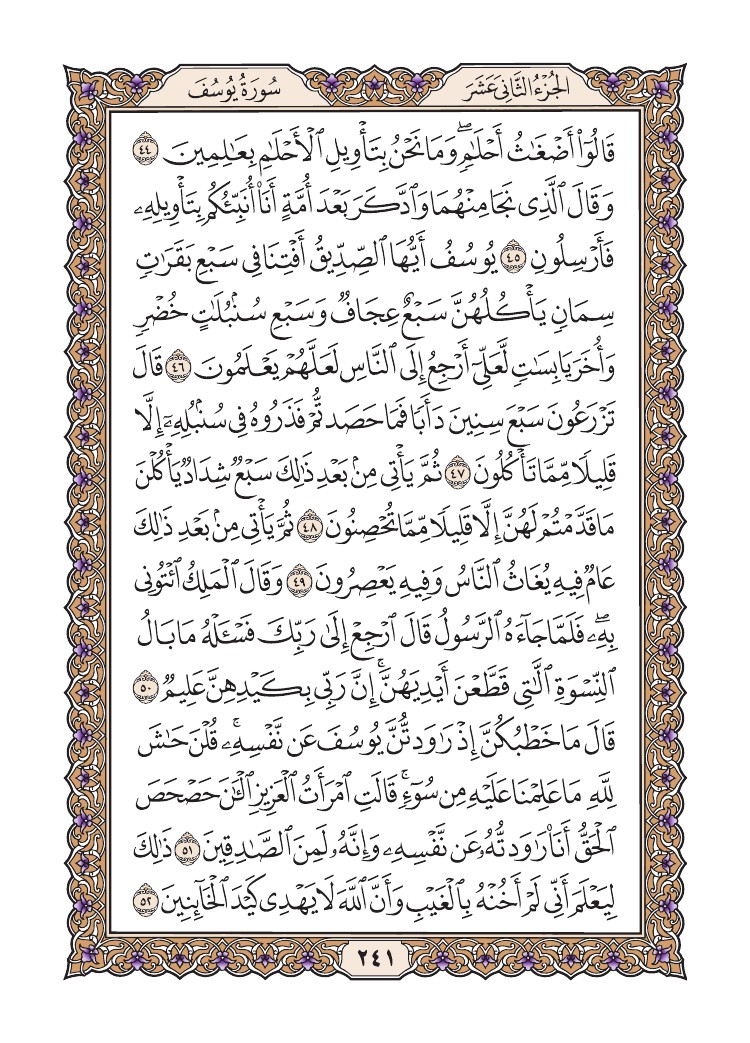 الجُزْءُ الثَّانِيَ عَشَرَ
سُورَةُ يُوسُفَ
قَالُوٓا۟ أَضْغَٰثُ أَحْلَٰمٍۖ وَمَا نَحْنُ بِتَأْوِيلِ ٱلْأَحْلَٰمِ بِعَٰلِمِينَ ٤٤
وَقَالَ ٱلَّذِى نَجَا مِنْهُمَا وَٱدَّكَرَ بَعْدَ أُمَّةٍ أَنَا۠ أُنَبِّئُكُم بِتَأْوِيلِهِۦ
فَأَرْسِلُونِ ٤٥ يُوسُفُ أَيُّهَا ٱلصِّدِّيقُ أَفْتِنَا فِى سَبْعِ بَقَرَٰتٍ
سِمَانٍ يَأْكُلُهُنَّ سَبْعٌ عِجَافٌ وَسَبْعِ سُنۢبُلَٰتٍ خُضْرٍ
وَأُخَرَ يَابِسَٰتٍ لَّعَلِّىٓ أَرْجِعُ إِلَى ٱلنَّاسِ لَعَلَّهُمْ يَعْلَمُونَ ٤٦ قَالَ
تَزْرَعُونَ سَبْعَ سِنِينَ دَأَبًا فَمَا حَصَدتُّمْ فَذَرُوهُ فِى سُنۢبُلِهِۦٓ إِلَّا
قَلِيلًا مِّمَّا تَأْكُلُونَ ٤٧ ثُمَّ يَأْتِى مِنۢ بَعْدِ ذَٰلِكَ سَبْعٌ شِدَادٌ يَأْكُلْنَ
مَا قَدَّمْتُمْ لَهُنَّ إِلَّا قَلِيلًا مِّمَّا تُحْصِنُونَ ٤٨ ثُمَّ يَأْتِى مِنۢ بَعْدِ ذَٰلِكَ
عَامٌ فِيهِ يُغَاثُ ٱلنَّاسُ وَفِيهِ يَعْصِرُونَ ٤٩ وَقَالَ ٱلْمَلِكُ ٱئْتُونِى
بِهِۦۖ فَلَمَّا جَآءَهُ ٱلرَّسُولُ قَالَ ٱرْجِعْ إِلَىٰ رَبِّكَ فَسْـَٔلْهُ مَا بَالُ
ٱلنِّسْوَةِ ٱلَّٰتِى قَطَّعْنَ أَيْدِيَهُنَّۚ إِنَّ رَبِّى بِكَيْدِهِنَّ عَلِيمٌ ٥٠
قَالَ مَا خَطْبُكُنَّ إِذْ رَٰوَدتُّنَّ يُوسُفَ عَن نَّفْسِهِۦۚ قُلْنَ حَٰشَ
لِلَّهِ مَا عَلِمْنَا عَلَيْهِ مِن سُوٓءٍۚ قَالَتِ ٱمْرَأَتُ ٱلْعَزِيزِ ٱلْـَٰٔنَ حَصْحَصَ
ٱلْحَقُّ أَنَا۠ رَٰوَدتُّهُۥ عَن نَّفْسِهِۦ وَإِنَّهُۥ لَمِنَ ٱلصَّٰدِقِينَ ٥١ ذَٰلِكَ
لِيَعْلَمَ أَنِّى لَمْ أَخُنْهُ بِٱلْغَيْبِ وَأَنَّ ٱللَّهَ لَا يَهْدِى كَيْدَ ٱلْخَآئِنِينَ ٥٢
٢٤١